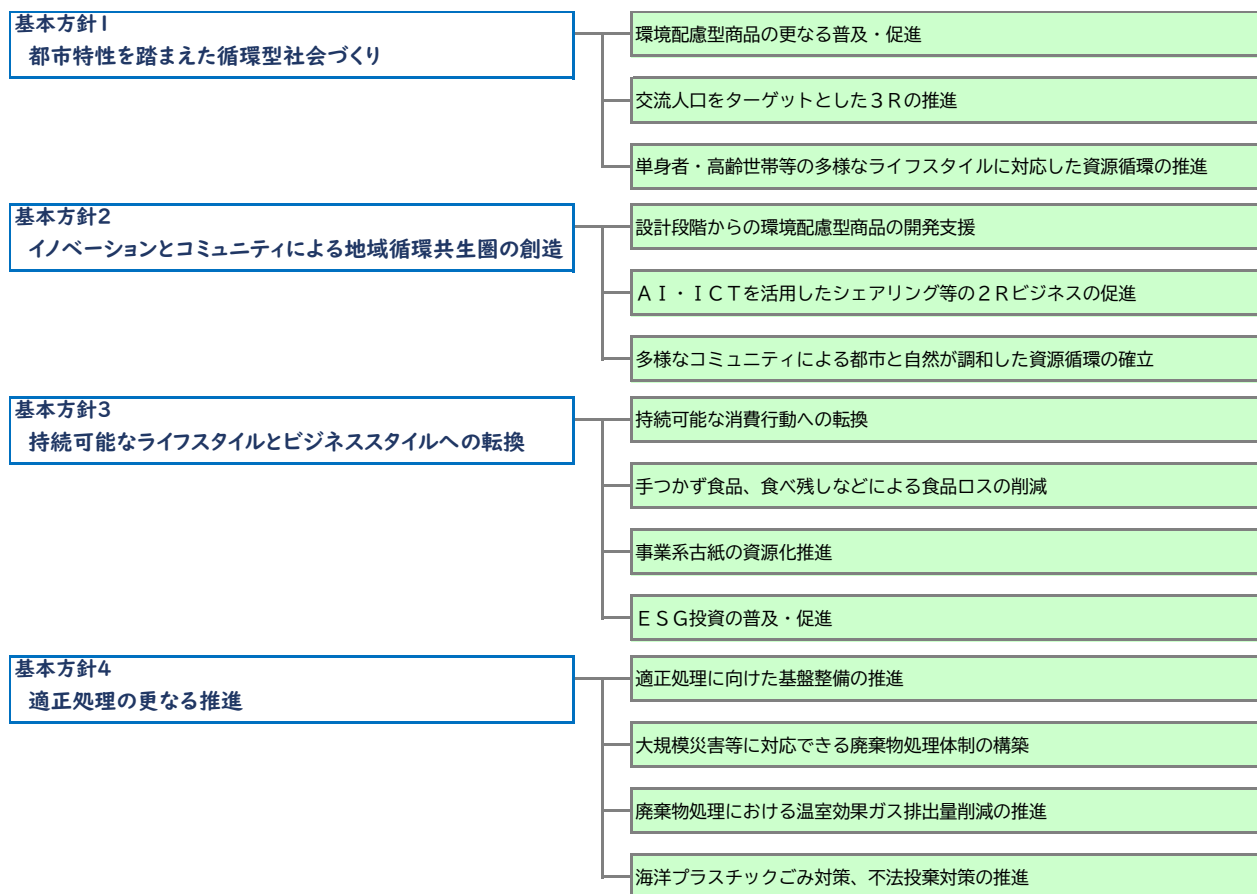 基本方針1
都市特性を踏まえた循環型社会づくり
環境配慮型商品の更なる普及・促進
交流人口をターゲットとした３Ｒの推進
単身者・高齢世帯等の多様なライフスタイルに対応した資源循環の推進
基本方針2
イノベーションとコミュニティによる地域循環共生圏の創造
設計段階からの環境配慮型商品の開発支援
ＡＩ・ＩＣＴを活用したシェアリング等の２Ｒビジネスの促進
多様なコミュニティによる都市と自然が調和した資源循環の確立
基本方針3
持続可能なライフスタイルとビジネススタイルへの転換
持続可能な消費行動への転換
手つかず食品、食べ残しなどによる食品ロスの削減
事業系古紙の資源化推進
ＥＳＧ投資の普及・促進
基本方針4
適正処理の更なる推進
適正処理に向けた基盤整備の推進
大規模災害等に対応できる廃棄物処理体制の構築
廃棄物処理における温室効果ガス排出量削減の推進
海洋プラスチックごみ対策、不法投棄対策の推進